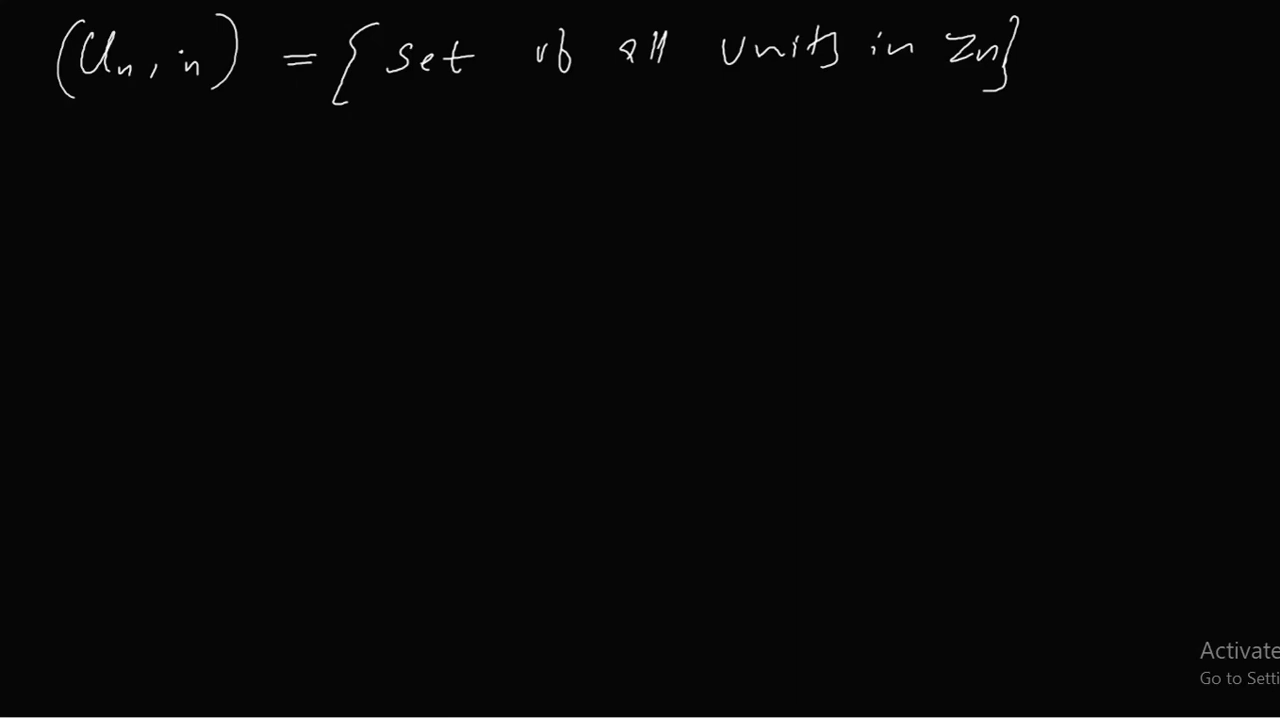 (Un, ·n) = {set of all units in Zn}
Activate
Go to Setti